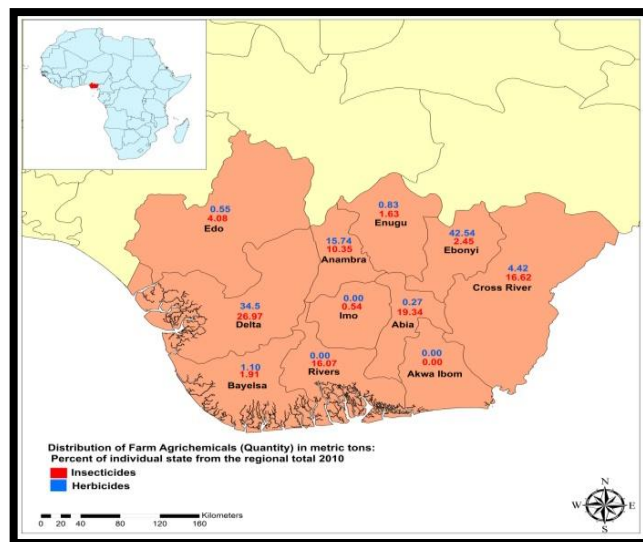 0.55
4.08
Edo
0.83
1.63
Enugu
15.74
10.35
Anambra
42.54
2.45
Ebonyi
4.42
16.62
Cross River
34.5
26.97
Delta
0.00
0.54
Imo
0.27
19.34
Abia
1.10
1.91
Bayelsa
0.00
16.07
Rivers
0.00
0.00
Akwa Ibom
Distribution of Farm Agrichemicals (Quantity) in metric tons:
Percent of individual state from the regional total 2010
Insecticides
Herbicides
Kilometers
0 20 40 80 120 160
N
W E
S